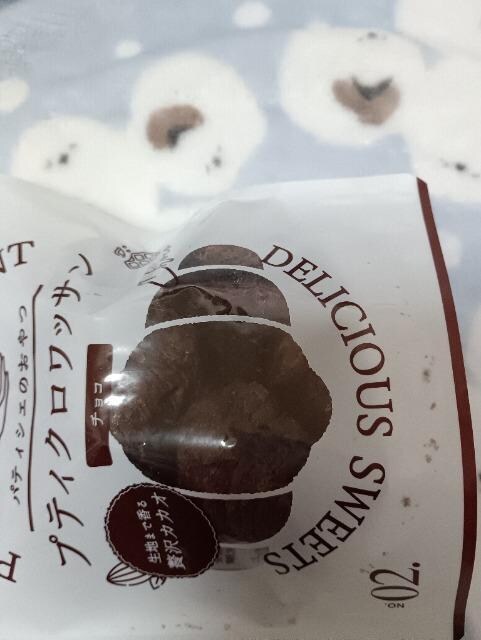 パティシエのおやつ
プティクロワッサン
チョコ
DELICIOUS SWEETS
生地まで香る
贅沢カカオ
NO.
02.